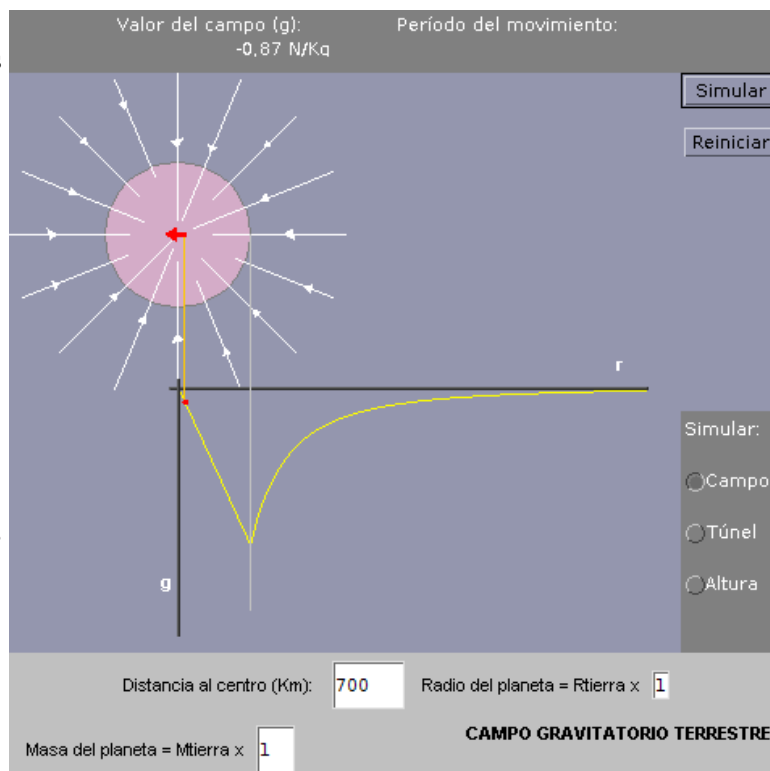 Valor del campo (g): Período del movimiento:
-0,87 N/Kg
Simular
Reiniciar
r
g
Simular:
Campo
Túnel
Altura
Distancia al centro (Km): 700 Radio del planeta = Rtierra x 1
Masa del planeta = Mtierra x 1 CAMPO GRAVITATORIO TERRESTRE